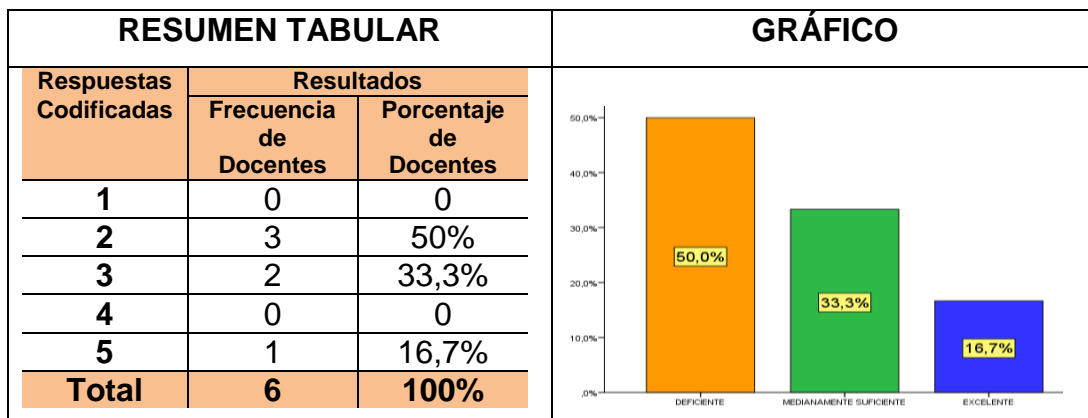 RESUMEN TABULAR
GRÁFICO
Respuestas Codificadas
Resultados
Frecuencia de Docentes
Porcentaje de Docentes
1 0 0
2 3 50%
3 2 33,3%
4 0 0
5 1 16,7%
Total 6 100%
50,0%
40,0%
30,0%
20,0%
10,0%
,0%
50,0%
33,3%
16,7%
DEFICIENTE MEDIANAMENTE SUFICIENTE EXCELENTE